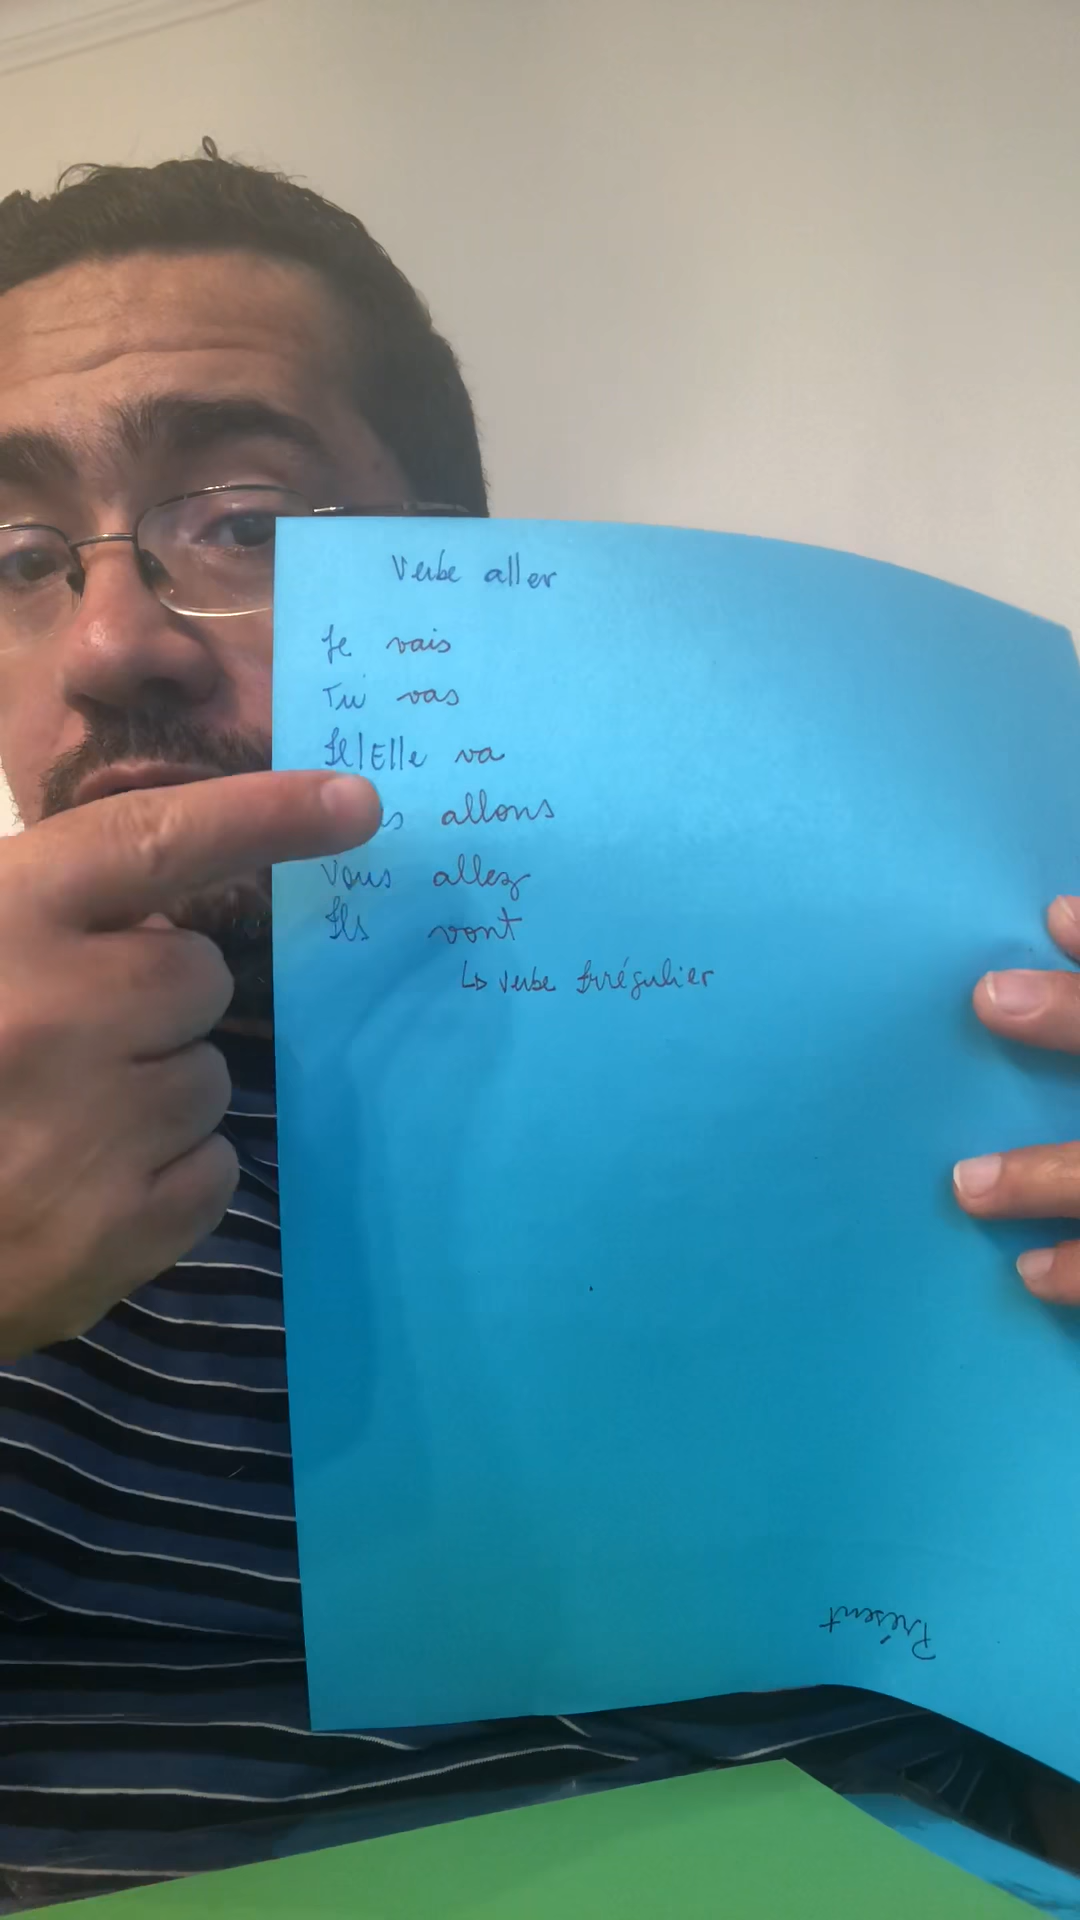 Verbe aller
Je vais
Tu vas
Il/Elle va
s allons
Vous allez
Ils vont
↳ verbe Irrégulier
Présent